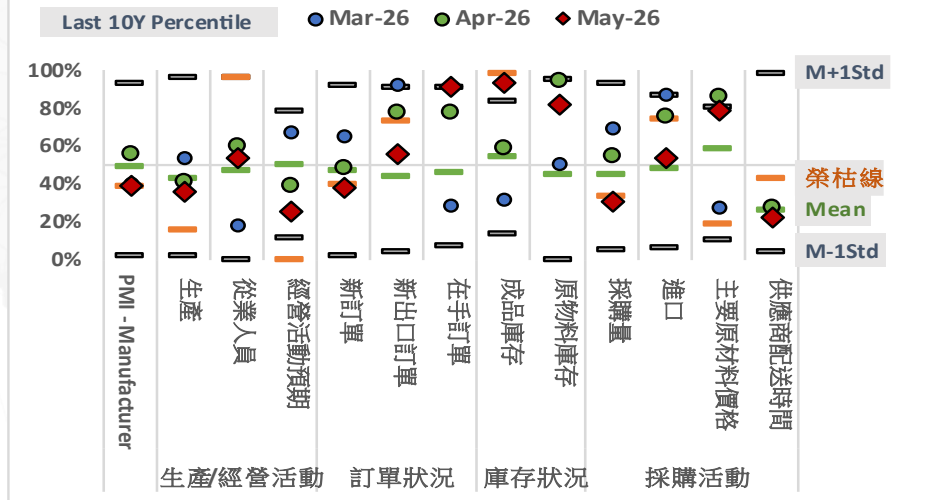 Last 10Y Percentile
Mar-26
Apr-26
May-26
100%
80%
60%
40%
20%
0%
M+1Std
榮枯線
Mean
M-1Std
PMI - Manufacturer
生產
從業人員
經營活動預期
新訂單
新出口訂單
在手訂單
成品庫存
原物料庫存
採購量
進口
主要原材料價格
供應商配送時間
生產/經營活動
訂單狀況
庫存狀況
採購活動